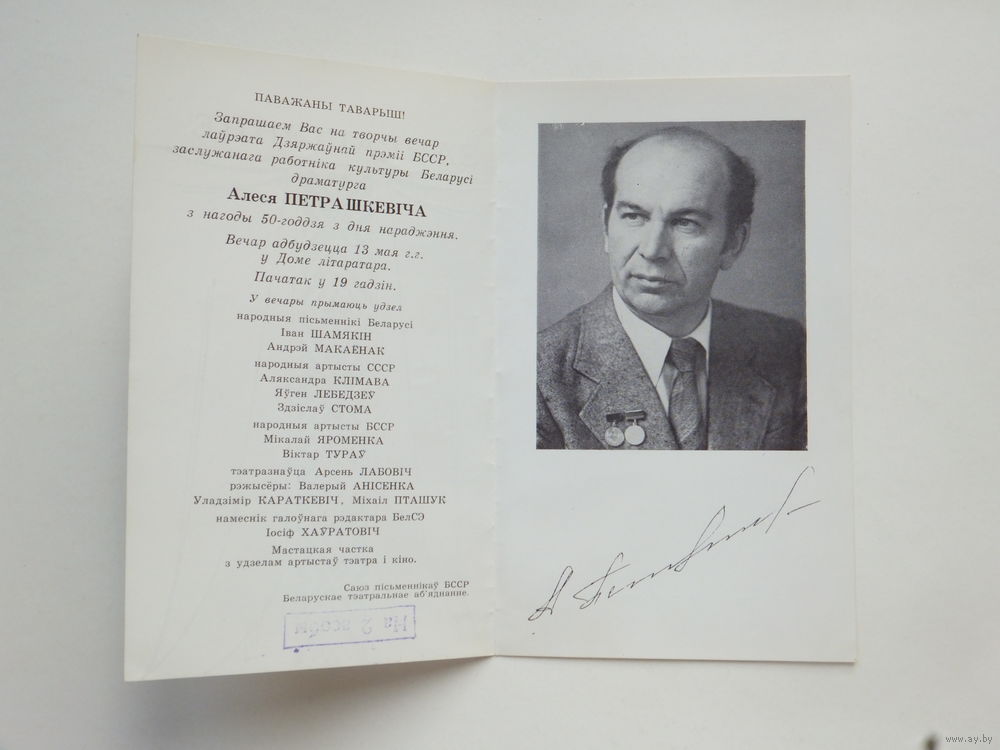 ПАВАЖАНЫ ТАВАРЫШ!
Запрашаем Вас на творчы вечар
лаўрэата Дзяржаўнай прэміі БССР,
заслужанага работніка культуры Беларусі
драматурга
Алеся ПЕТРАШКЕВІЧА
з нагоды 50-годдзя з дня нараджэння.
Вечар адбудзецца 13 мая г.г.
у Доме літаратара.
Пачатак у 19 гадзін.
У вечары прымаюць удзел
народныя пісьменнікі Беларусі
Іван ШАМЯКІН
Андрэй МАКАЁНАК
народныя артысты СССР
Аляксандра КЛІМАВА
Яўген ЛЕБЕДЗЕЎ
Здзіслаў СТОМА
народныя артысты БССР
Мікалай ЯРОМЕНКА
Віктар ТУРАЎ
тэатразнаўца Арсень ЛАБОВІЧ
рэжысёры: Валерый АНІСЕНКА
Уладзімір КАРАТКЕВІЧ, Міхаіл ПТАШУК
намеснік галоўнага рэдактара БелСЭ
Іосіф ХАЎРАТОВІЧ
Мастацкая частка
з удзелам артыстаў тэатра і кіно.
Саюз пісьменнікаў БССР
Беларускае тэатральнае аб'яднанне.
На 2 асобы
www.ay.by